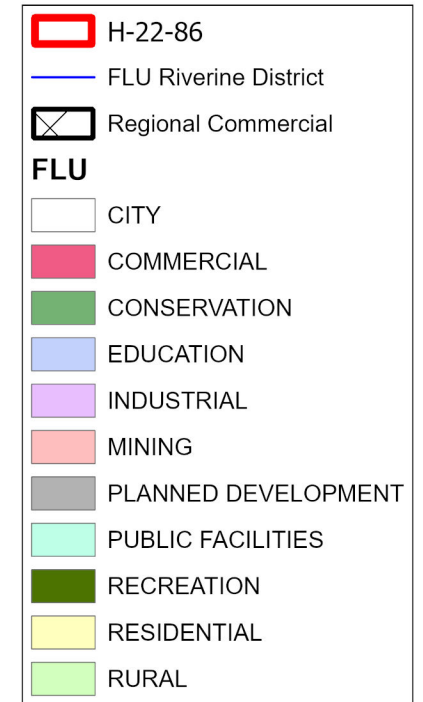 H-22-86
FLU Riverine District
Regional Commercial
FLU
CITY
COMMERCIAL
CONSERVATION
EDUCATION
INDUSTRIAL
MINING
PLANNED DEVELOPMENT
PUBLIC FACILITIES
RECREATION
RESIDENTIAL
RURAL